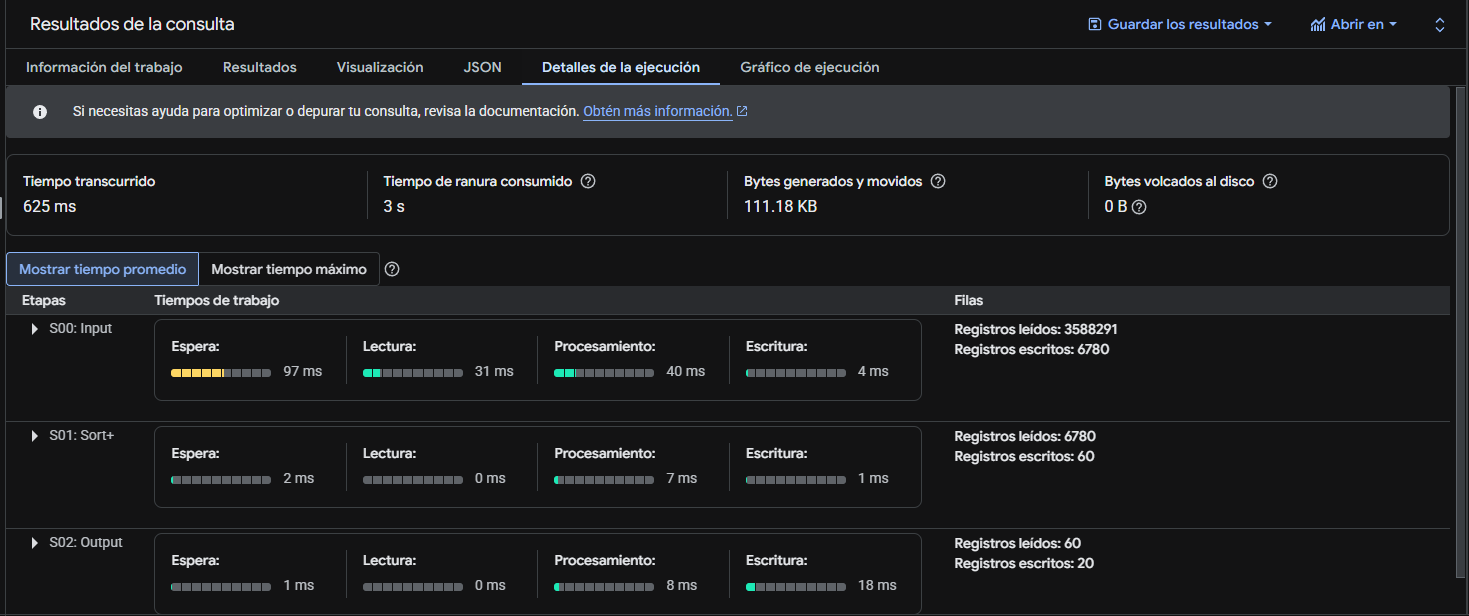 Resultados de la consulta
Guardar los resultados
Abrir en
Información del trabajo
Resultados
Visualización
JSON
Detalles de la ejecución
Gráfico de ejecución
Si necesitas ayuda para optimizar o depurar tu consulta, revisa la documentación. Obtén más información.
Tiempo transcurrido
625 ms
Tiempo de ranura consumido
3 s
Bytes generados y movidos
111.18 KB
Bytes volcados al disco
0 B
Mostrar tiempo promedio
Mostrar tiempo máximo
Etapas
Tiempos de trabajo
Filas
S00: Input
Espera:
97 ms
Lectura:
31 ms
Procesamiento:
40 ms
Escritura:
4 ms
Registros leídos: 3588291
Registros escritos: 6780
S01: Sort+
Espera:
2 ms
Lectura:
0 ms
Procesamiento:
7 ms
Escritura:
1 ms
Registros leídos: 6780
Registros escritos: 60
S02: Output
Espera:
1 ms
Lectura:
0 ms
Procesamiento:
8 ms
Escritura:
18 ms
Registros leídos: 60
Registros escritos: 20